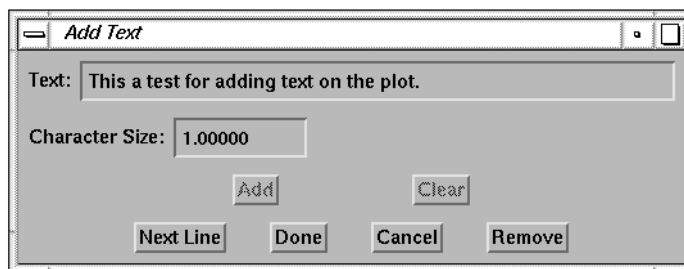 Add Text
Text: This a test for adding text on the plot.
Character Size: 1.00000
Add Clear
Next Line Done Cancel Remove